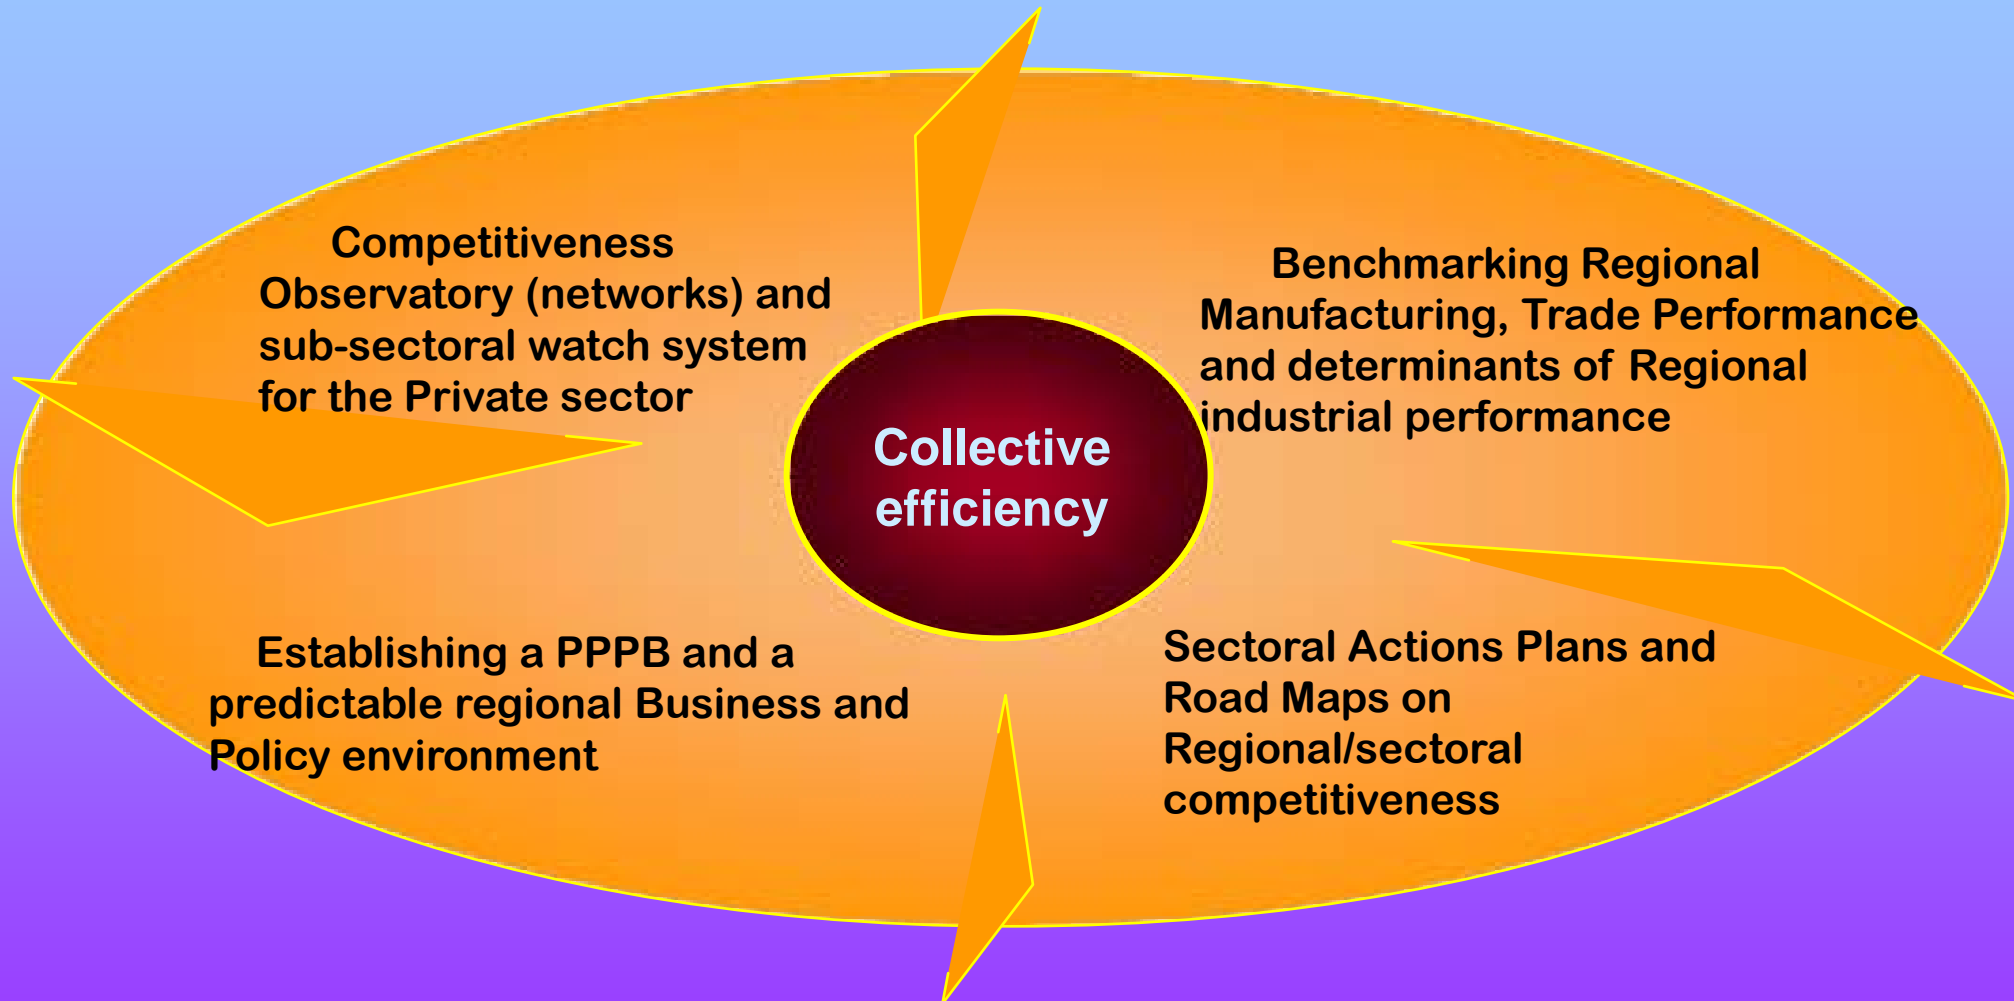 Competitiveness
Observatory (networks) and
sub-sectoral watch system
for the Private sector
Benchmarking Regional
Manufacturing, Trade Performance
and determinants of Regional
industrial performance
Collective
efficiency
Establishing a PPPB and a
predictable regional Business and
Policy environment
Sectoral Actions Plans and
Road Maps on
Regional/sectoral
competitiveness